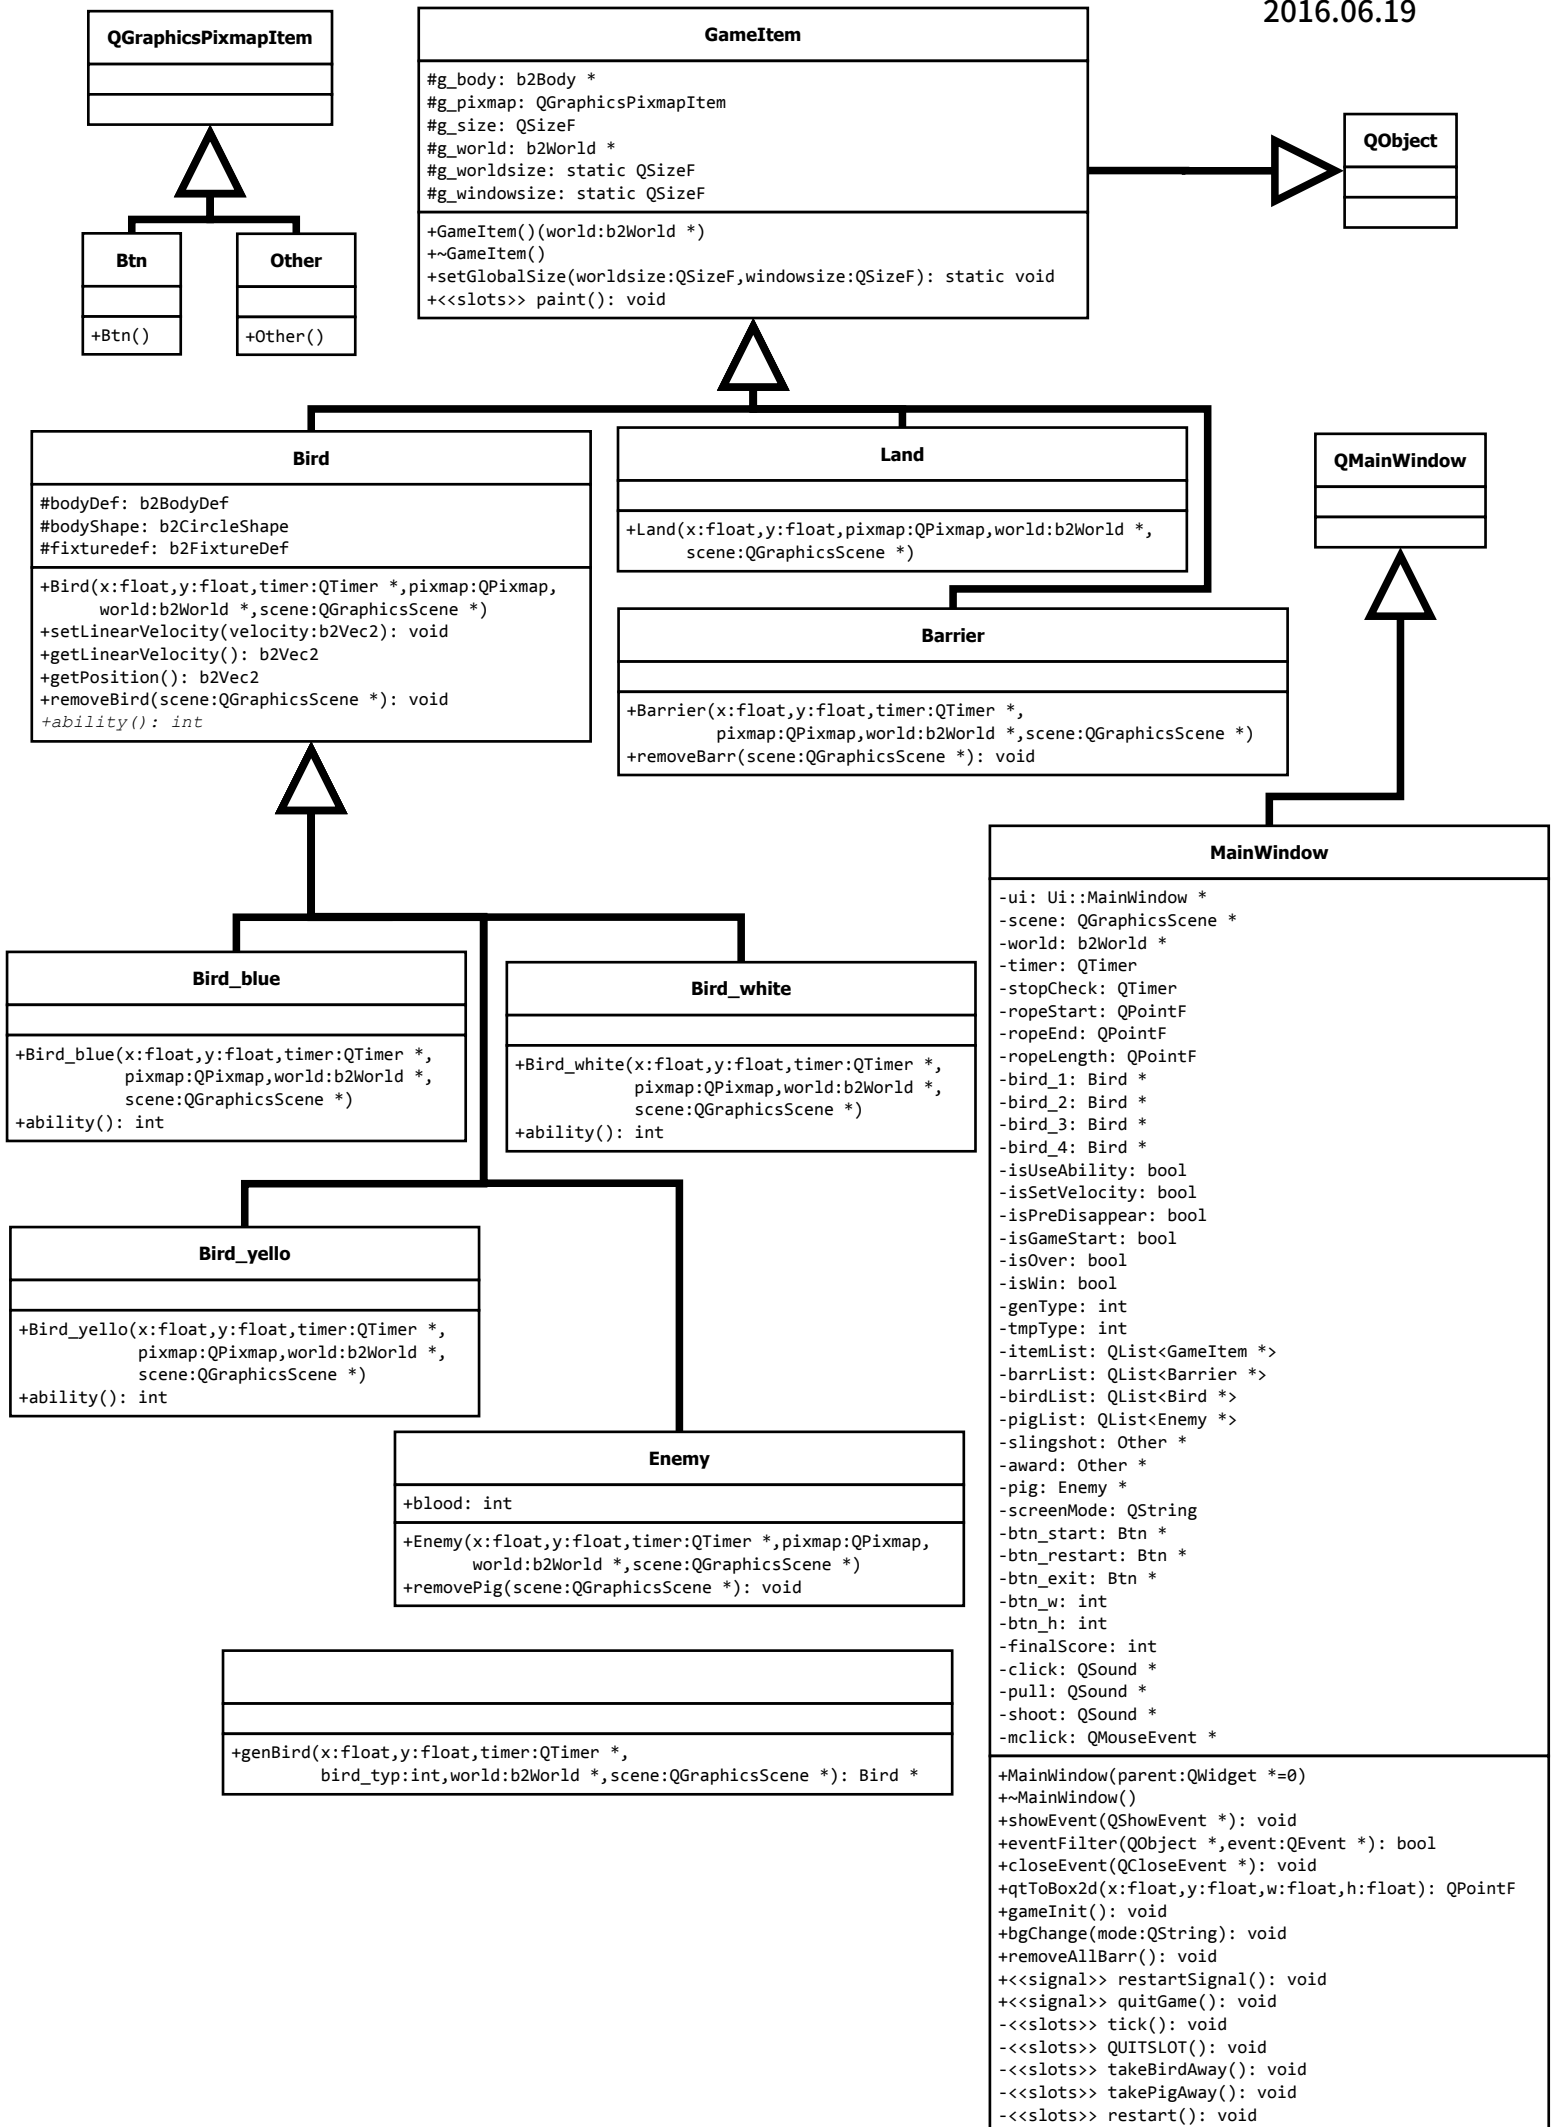 2016.06.19
QGraphicsPixmapItem
Btn
+Btn()
Other
+Other()
GameItem
#g_body: b2Body *
#g_pixmap: QGraphicsPixmapItem
#g_size: QSizeF
#g_world: b2World *
#g_worldsize: static QSizeF
#g_windowsize: static QSizeF
+GameItem()(world:b2World *)
+~GameItem()
+setGlobalSize(worldsize:QSizeF,windowsize:QSizeF): static void
+<<slots>> paint(): void
QObject
Bird
#bodyDef: b2BodyDef
#bodyShape: b2CircleShape
#fixturedef: b2FixtureDef
+Bird(x:float,y:float,timer:QTimer *,pixmap:QPixmap,
world:b2World *,scene:QGraphicsScene *)
+setLinearVelocity(velocity:b2Vec2): void
+getLinearVelocity(): b2Vec2
+getPosition(): b2Vec2
+removeBird(scene:QGraphicsScene *): void
+ability(): int
Land
+Land(x:float,y:float,pixmap:QPixmap,world:b2World *,
scene:QGraphicsScene *)
Barrier
+Barrier(x:float,y:float,timer:QTimer *,
pixmap:QPixmap,world:b2World *,scene:QGraphicsScene *)
+removeBarr(scene:QGraphicsScene *): void
QMainWindow
Bird_blue
+Bird_blue(x:float,y:float,timer:QTimer *,
pixmap:QPixmap,world:b2World *,
scene:QGraphicsScene *)
+ability(): int
Bird_white
+Bird_white(x:float,y:float,timer:QTimer *,
pixmap:QPixmap,world:b2World *,
scene:QGraphicsScene *)
+ability(): int
Bird_yello
+Bird_yello(x:float,y:float,timer:QTimer *,
pixmap:QPixmap,world:b2World *,
scene:QGraphicsScene *)
+ability(): int
Enemy
+blood: int
+Enemy(x:float,y:float,timer:QTimer *,pixmap:QPixmap,
world:b2World *,scene:QGraphicsScene *)
+removePig(scene:QGraphicsScene *): void
+genBird(x:float,y:float,timer:QTimer *,
bird_typ:int,world:b2World *,scene:QGraphicsScene *): Bird *
MainWindow
-ui: Ui::MainWindow *
-scene: QGraphicsScene *
-world: b2World *
-timer: QTimer
-stopCheck: QTimer
-ropeStart: QPointF
-ropeEnd: QPointF
-ropeLength: QPointF
-bird_1: Bird *
-bird_2: Bird *
-bird_3: Bird *
-bird_4: Bird *
-isUseAbility: bool
-isSetVelocity: bool
-isPreDisappear: bool
-isGameStart: bool
-isOver: bool
-isWin: bool
-genType: int
-tmpType: int
-itemList: QList<GameItem *>
-barrList: QList<Barrier *>
-birdList: QList<Bird *>
-pigList: QList<Enemy *>
-slingshot: Other *
-award: Other *
-pig: Enemy *
-screenMode: QString
-btn_start: Btn *
-btn_restart: Btn *
-btn_exit: Btn *
-btn_w: int
-btn_h: int
-finalScore: int
-click: QSound *
-pull: QSound *
-shoot: QSound *
-mclick: QMouseEvent *
+MainWindow(parent:QWidget *=0)
+~MainWindow()
+showEvent(QShowEvent *): void
+eventFilter(QObject *,event:QEvent *): bool
+closeEvent(QCloseEvent *): void
+qtToBox2d(x:float,y:float,w:float,h:float): QPointF
+gameInit(): void
+bgChange(mode:QString): void
+removeAllBarr(): void
+<<signal>> restartSignal(): void
+<<signal>> quitGame(): void
-<<slots>> tick(): void
-<<slots>> QUITSLOT(): void
-<<slots>> takeBirdAway(): void
-<<slots>> takePigAway(): void
-<<slots>> restart(): void